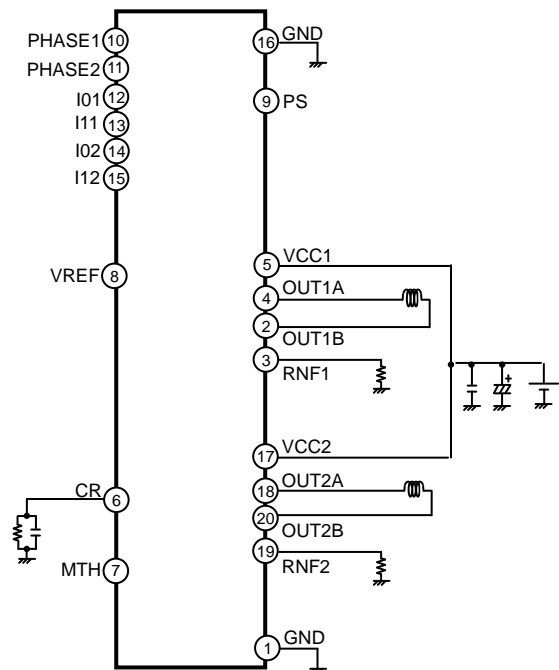 PHASE1 10
PHASE2 11
I01 12
I11 13
I02 14
I12 15
VREF 8
CR 6
MTH 7
16 GND
9 PS
5 VCC1
4 OUT1A
2 OUT1B
3 RNF1
+
17 VCC2
18 OUT2A
20 OUT2B
19 RNF2
1 GND